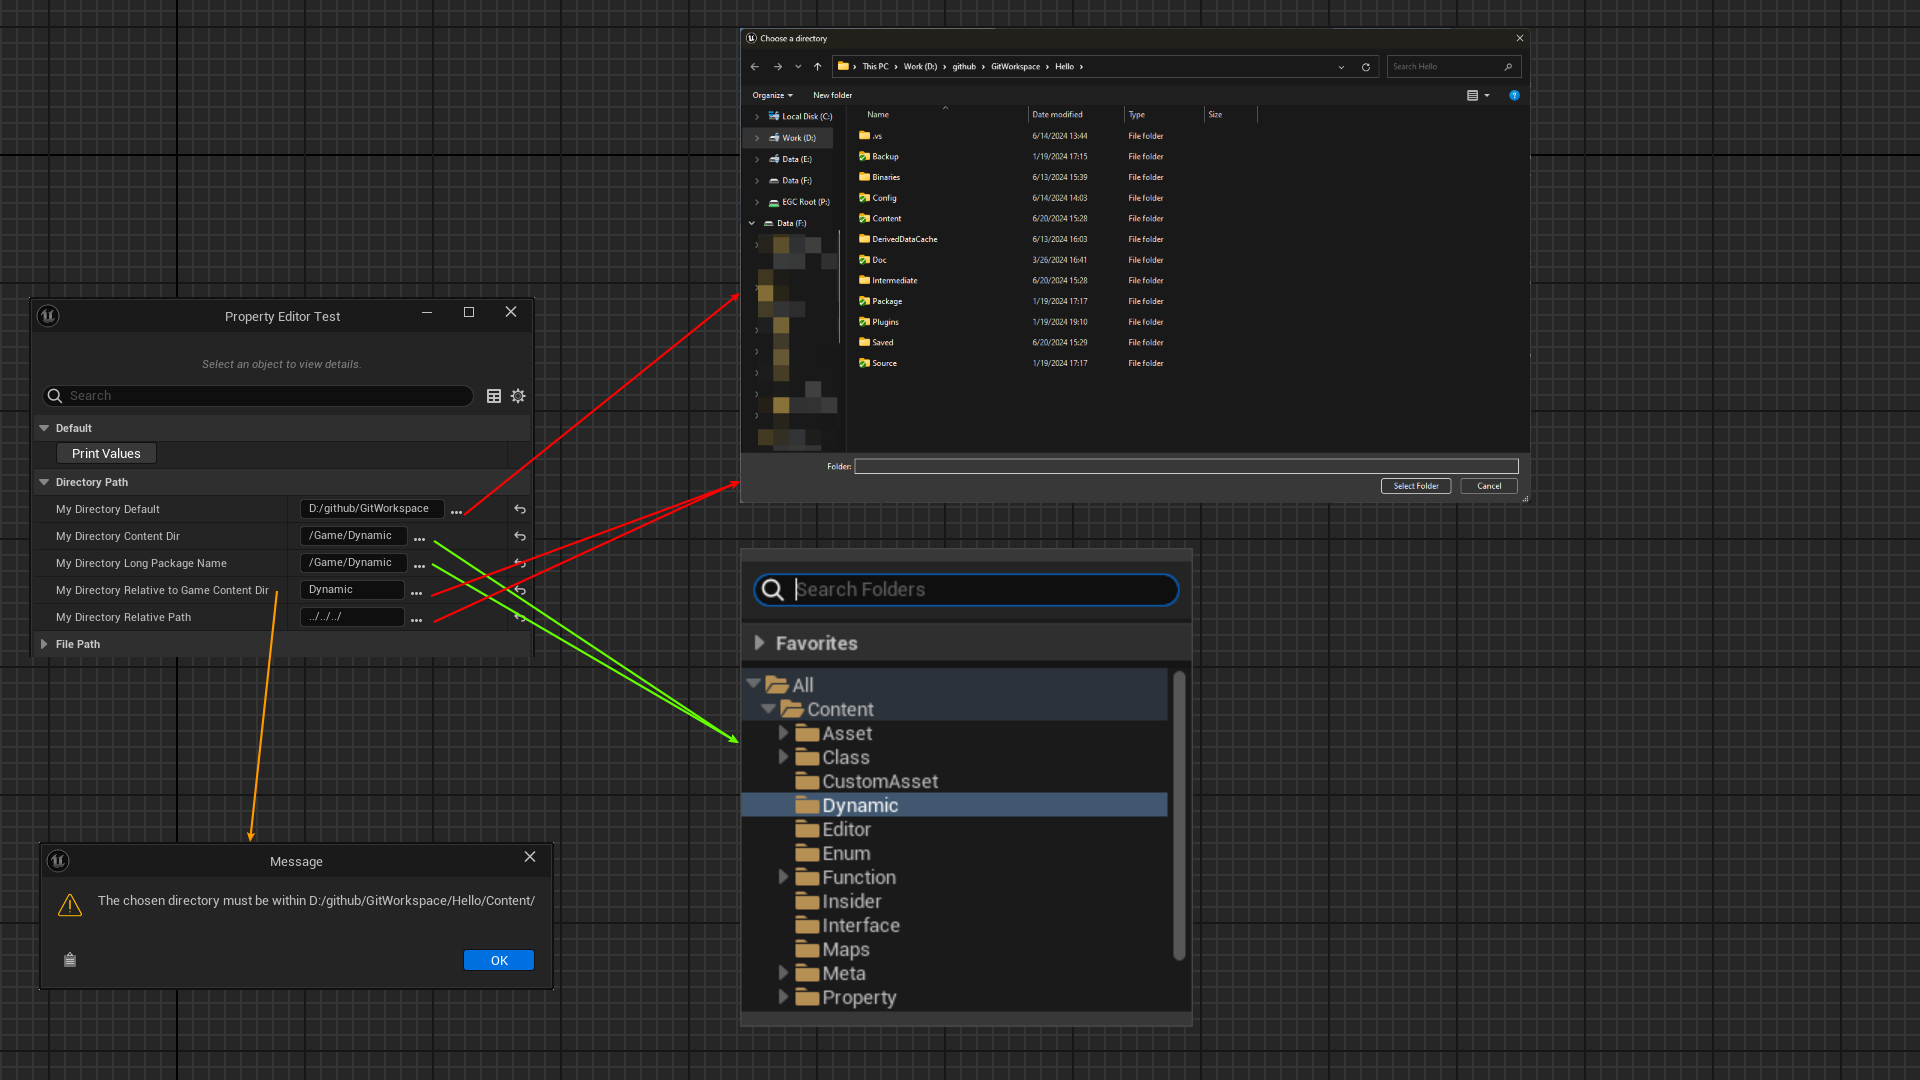 Choose a directory
This PC
Work (D:)
github
GitWorkspace
Hello
Search Hello
Organize
New folder
Local Disk (C:)
Work (D:)
Data (E:)
Data (F:)
EGC Root (P:)
Data (F:)
Name Date modified Type Size
.vs 6/14/2024 13:44 File folder
Backup 1/19/2024 17:15 File folder
Binaries 6/13/2024 15:39 File folder
Config 6/14/2024 14:03 File folder
Content 6/20/2024 15:28 File folder
DerivedDataCache 6/13/2024 16:03 File folder
Doc 3/26/2024 16:41 File folder
Intermediate 6/20/2024 15:28 File folder
Package 1/19/2024 17:17 File folder
Plugins 1/19/2024 19:10 File folder
Saved 6/20/2024 15:29 File folder
Source 1/19/2024 17:17 File folder
Folder:
Select Folder
Cancel
Property Editor Test
Select an object to view details.
Search
Default
Print Values
Directory Path
My Directory Default D:/github/GitWorkspace ...
My Directory Content Dir /Game/Dynamic ...
My Directory Long Package Name /Game/Dynamic ...
My Directory Relative to Game Content Dir Dynamic ...
My Directory Relative Path ../../../ ...
File Path
Search Folders
Favorites
All
Content
Asset
Class
CustomAsset
Dynamic
Editor
Enum
Function
Insider
Interface
Maps
Meta
Property
Message
The chosen directory must be within D:/github/GitWorkspace/Hello/Content/
OK